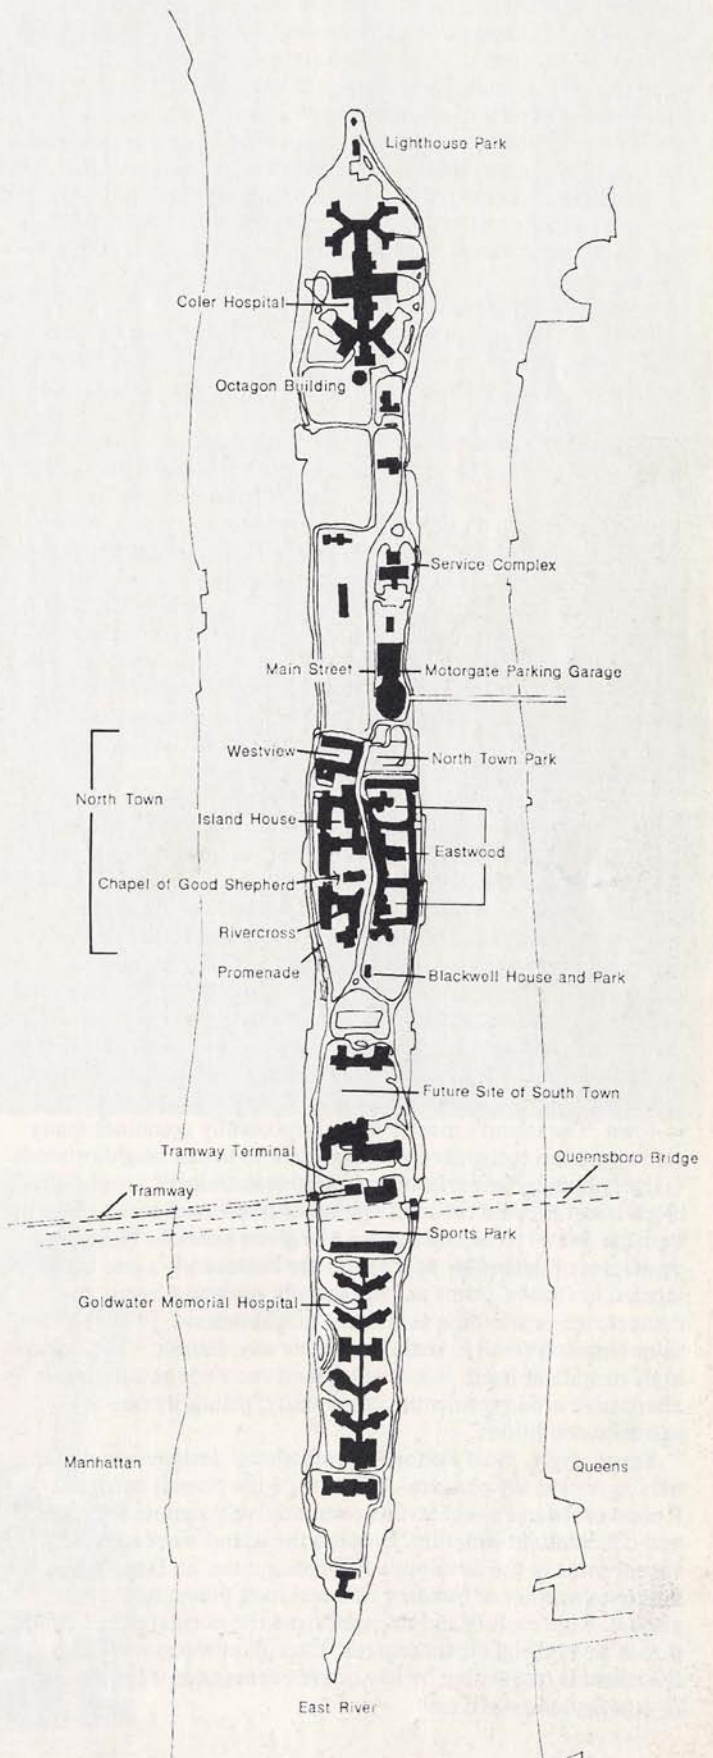 Lighthouse Park
Coler Hospital
Octagon Building
Service Complex
Main Street
Motorgate Parking Garage
Westview
North Town Park
North Town
Island House
Eastwood
Chapel of Good Shepherd
Rivercross
Promenade
Blackwell House and Park
Future Site of South Town
Tramway Terminal
Queensboro Bridge
Tramway
Sports Park
Goldwater Memorial Hospital
Manhattan
Queens
East River